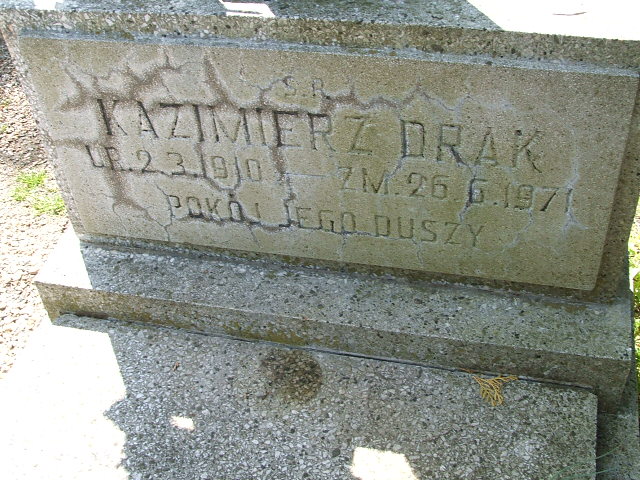 Ś.P.
KAZIMIERZ DRAK
UR. 2.3.1910 — ZM. 26.6.1971
POKÓJ JEGO DUSZY